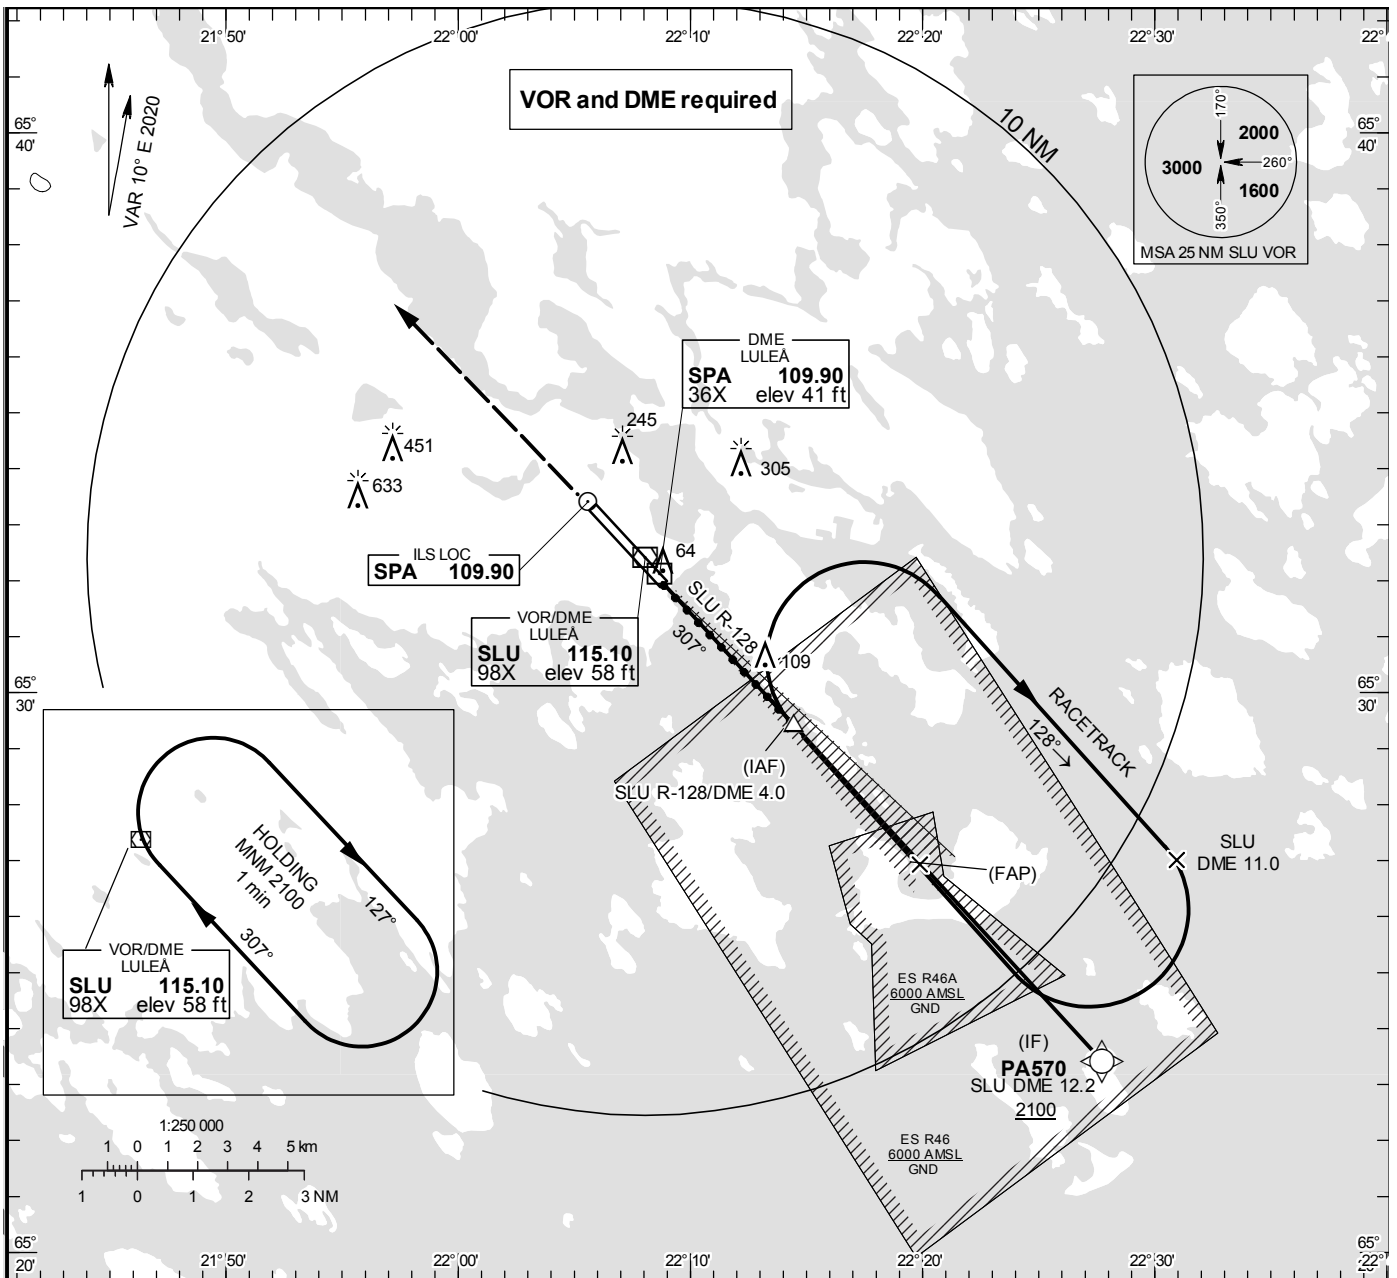 21° 50'
22° 00'
22° 10'
22° 20'
22° 30'
22°
65°
40'
65°
40'
VAR 10° E 2020
VOR and DME required
10 NM
170°
2000
260°
3000
1600
350°
MSA 25 NM SLU VOR
DME
LULEÅ
SPA 109.90
36X elev 41 ft
451
633
245
305
64
ILS LOC
SPA 109.90
VOR/DME
LULEÅ
SLU 115.10
98X elev 58 ft
SLU R-128
307°
109
RACETRACK
128°→
65°
30'
65°
30'
(IAF)
SLU R-128/DME 4.0
(FAP)
SLU
DME 11.0
HOLDING
MNM 2100
1 min
127°
307°
VOR/DME
LULEÅ
SLU 115.10
98X elev 58 ft
ES R46A
6000 AMSL
GND
(IF)
PA570
SLU DME 12.2
2100
ES R46
6000 AMSL
GND
1:250 000
1 0 1 2 3 4 5 km
1 0 1 2 3 NM
65°
20'
65°
20'
21° 50'
22° 00'
22° 10'
22° 20'
22° 30'
22°